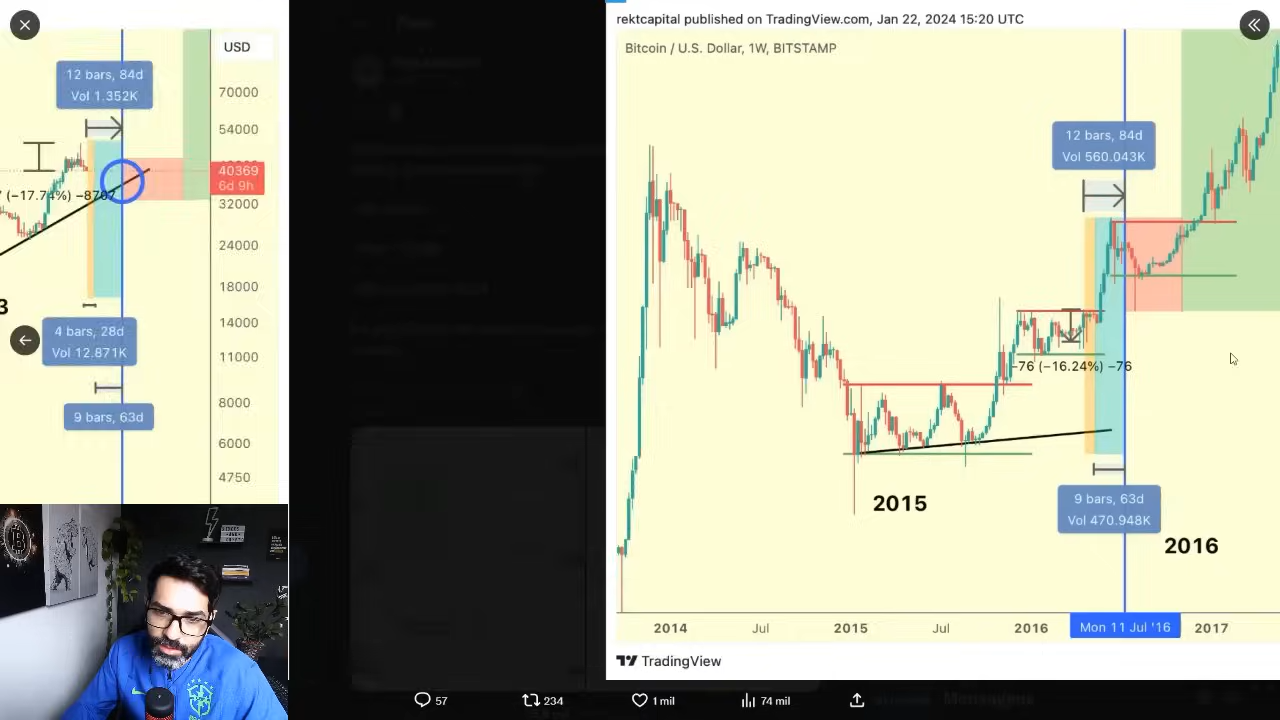 rektcapital published on TradingView.com, Jan 22, 2024 15:20 UTC
Bitcoin / U.S. Dollar, 1W, BITSTAMP
USD
12 bars, 84d
Vol 1.352K
70000
54000
40369
6d 9h
(−17.74%) −8707
32000
24000
18000
14000
11000
8000
6000
4750
3
4 bars, 28d
Vol 12.871K
9 bars, 63d
12 bars, 84d
Vol 560.043K
−76 (−16.24%) −76
2015
9 bars, 63d
Vol 470.948K
2016
2014
Jul
2015
Jul
2016
Mon 11 Jul '16
2017
TradingView
57
234
1 mil
74 mil